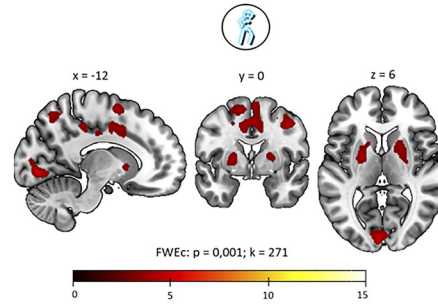 x = -12 y = 0 z = 6
FWEc: p = 0,001; k = 271
0 5 10 15